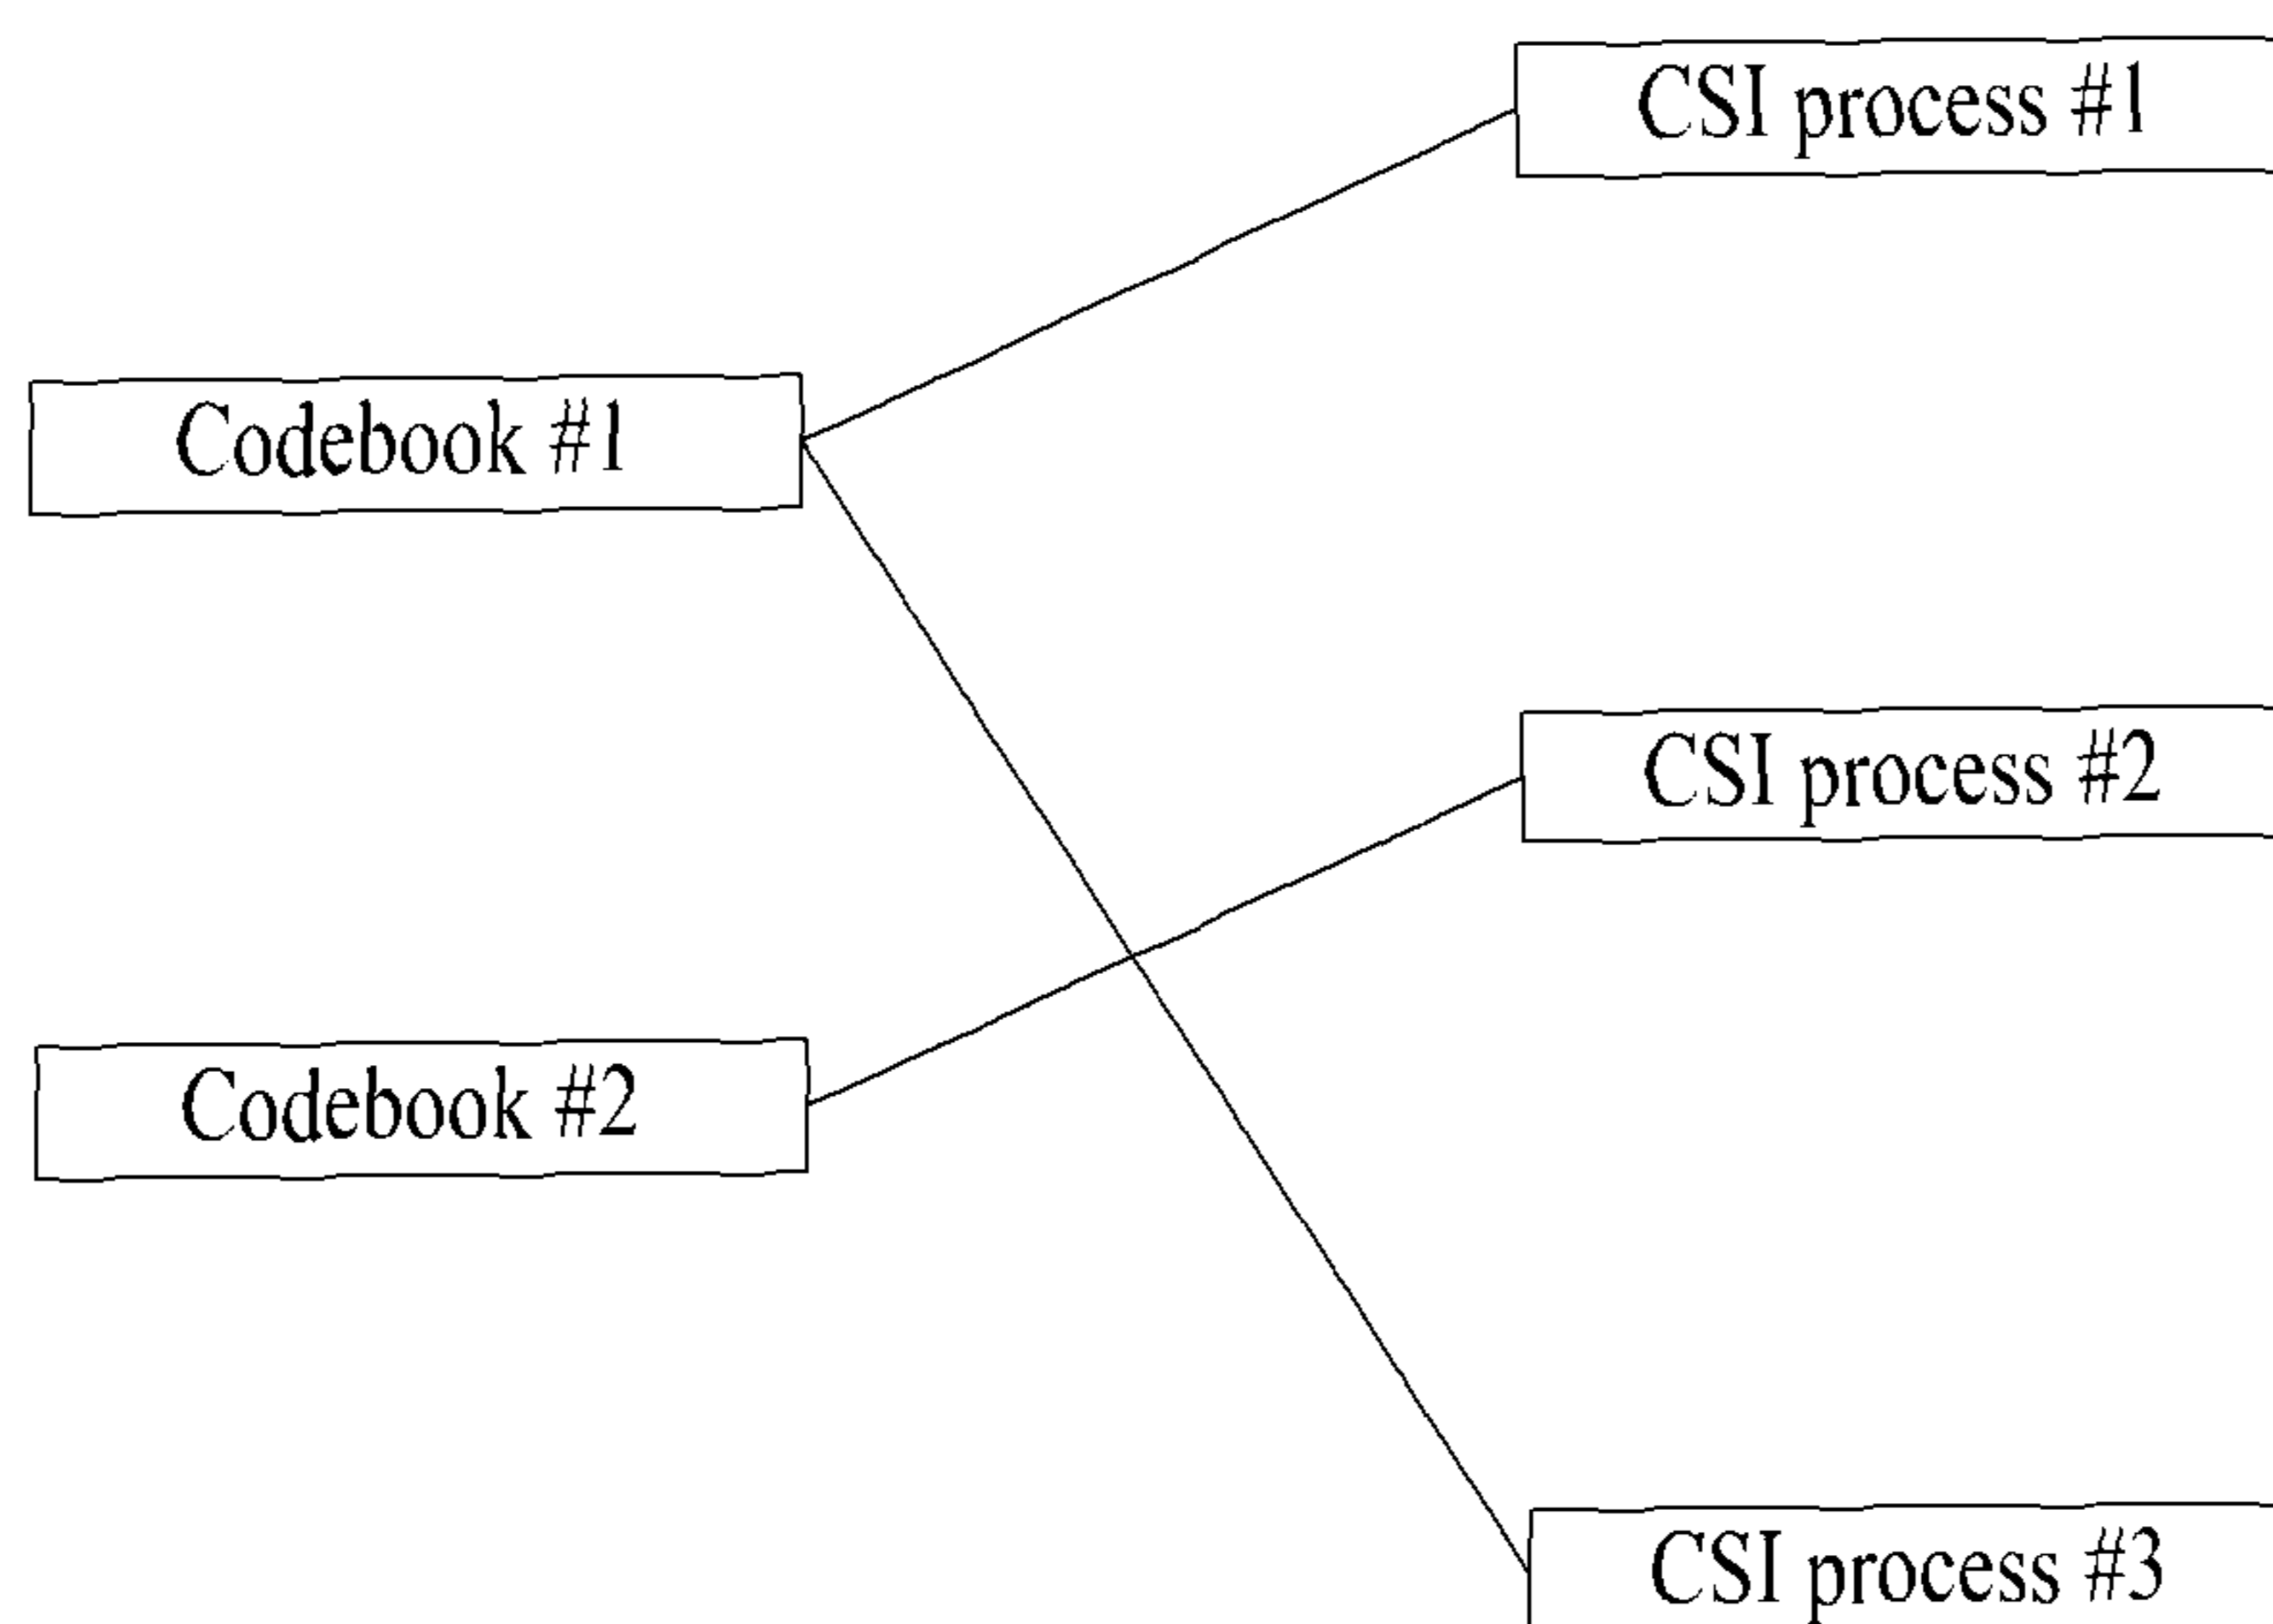 CSI process #1
Codebook #1
CSI process #2
Codebook #2
CSI process #3